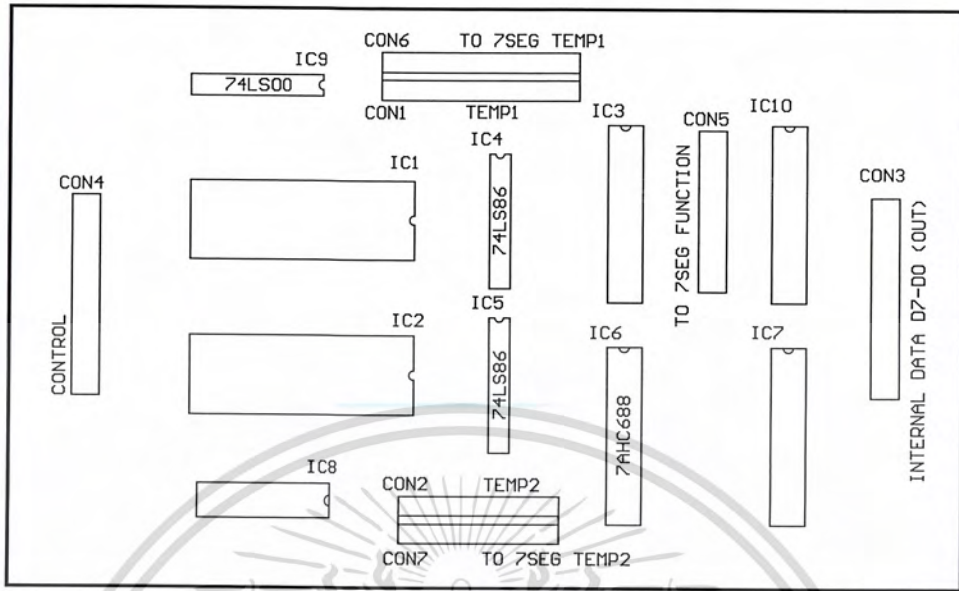 CON6 TO 7SEG TEMP1
IC9
74LS00
CON1 TEMP1
IC3
CON5
IC10
IC4
74LS86
CON4
CONTROL
IC1
TO 7SEG FUNCTION
CON3
INTERNAL DATA D7-D0 (OUT)
IC2
IC5
74LS86
IC6
7AHC688
IC7
IC8
CON2 TEMP2
CON7 TO 7SEG TEMP2